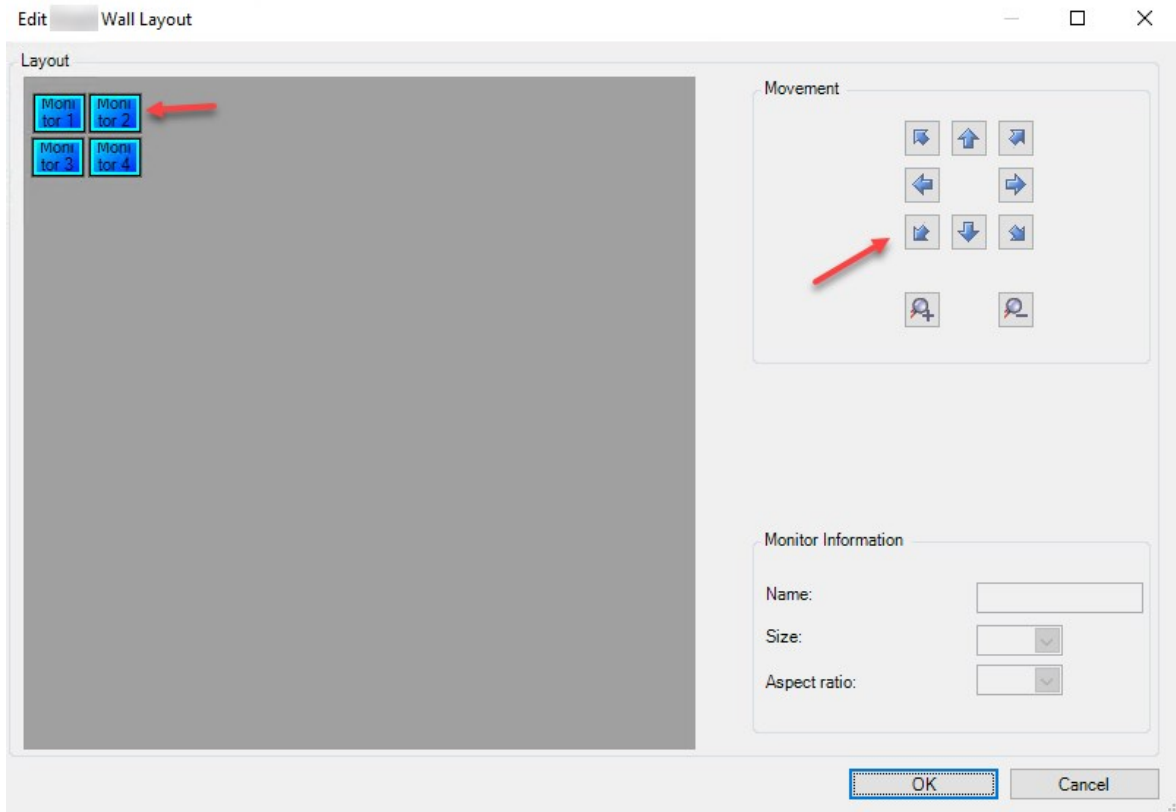 Edit Wall Layout
Layout
Moni
tor 1
Moni
tor 2
Moni
tor 3
Moni
tor 4
Movement
Monitor Information
Name:
Size:
Aspect ratio:
OK
Cancel